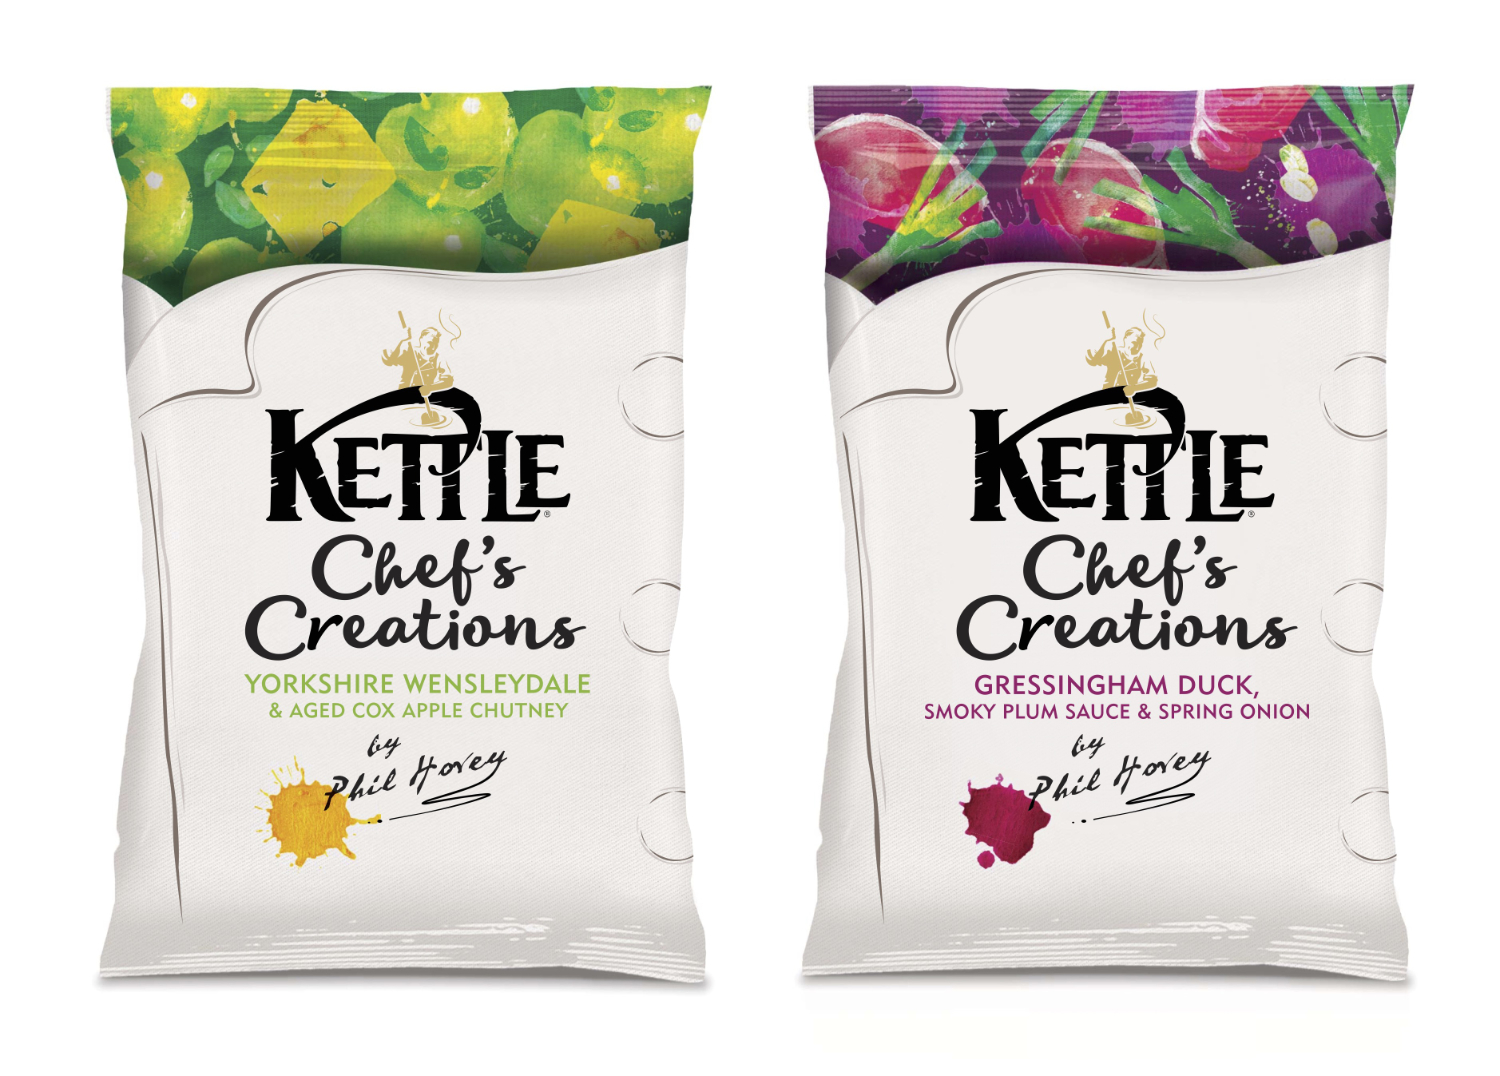 KETTLE®
Chef's
Creations
YORKSHIRE WENSLEYDALE
& AGED COX APPLE CHUTNEY
by
Phil Hovey
KETTLE®
Chef's
Creations
GRESSINGHAM DUCK,
SMOKY PLUM SAUCE & SPRING ONION
by
Phil Hovey